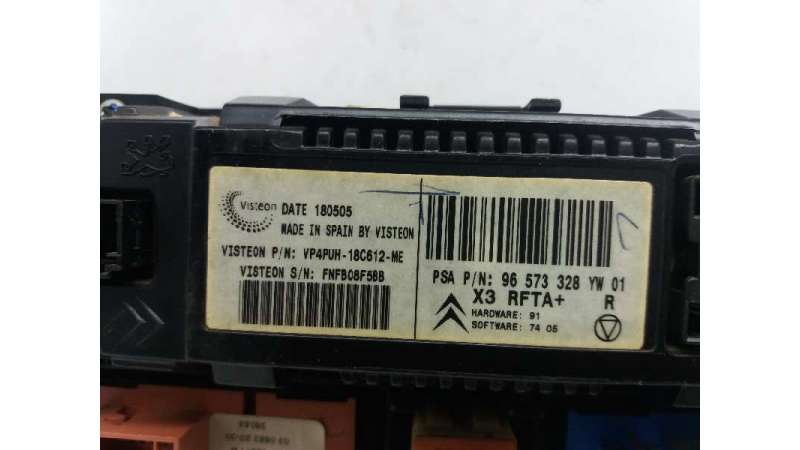 Visteon
DATE 180505
MADE IN SPAIN BY VISTEON
VISTEON P/N: VP4PUH-18C612-ME
VISTEON S/N: FNFB08F5BB
PSA P/N: 96 573 328 YW 01
X3 RFTA+ R
HARDWARE: 91
SOFTWARE: 74 05